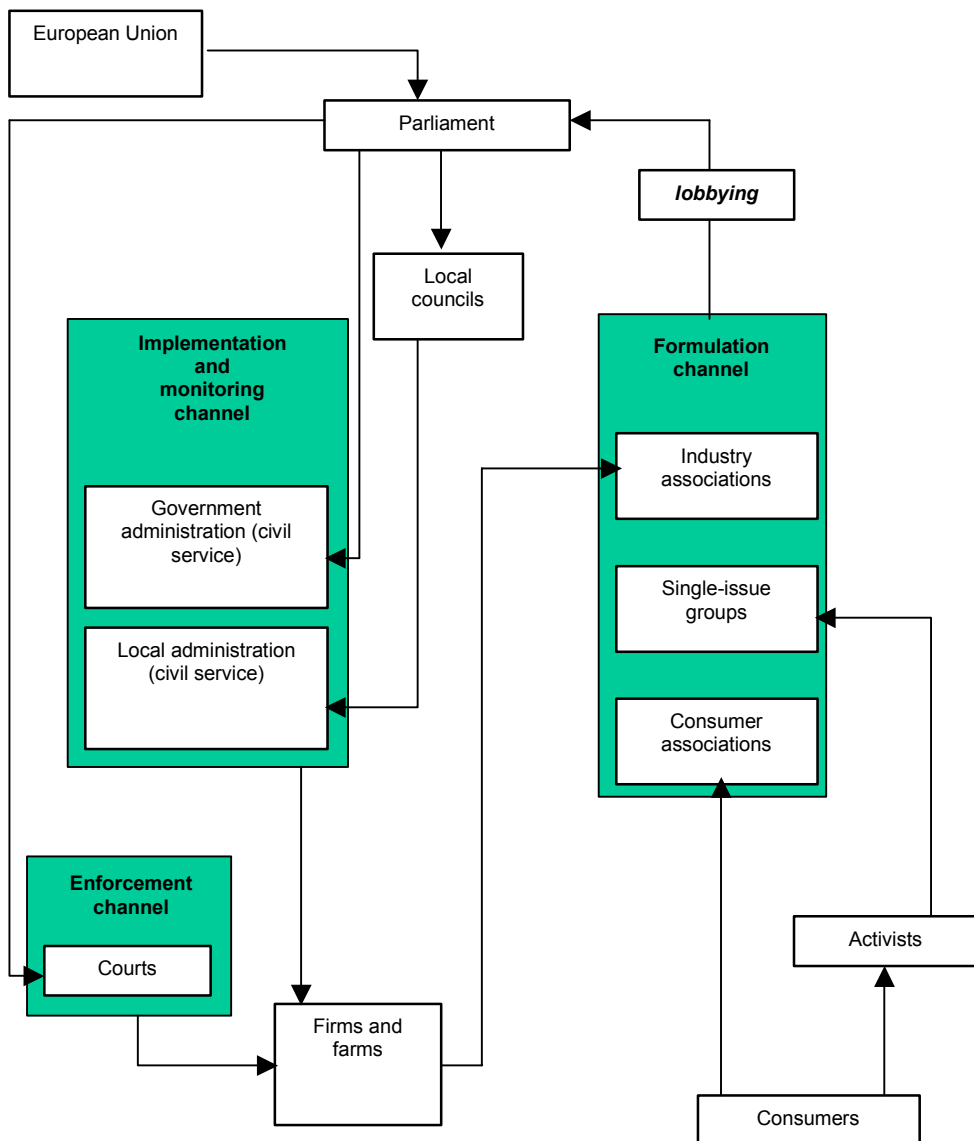 European Union
Parliament
lobbying
Local
councils
Implementation
and
monitoring
channel
Formulation
channel
Industry
associations
Government
administration (civil
service)
Single-issue
groups
Local administration
(civil service)
Consumer
associations
Enforcement
channel
Courts
Activists
Firms and
farms
Consumers